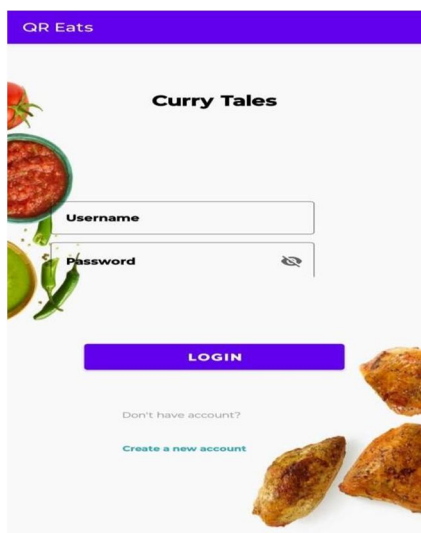 QR Eats
Curry Tales
Username
Password
LOGIN
Don't have account?
Create a new account